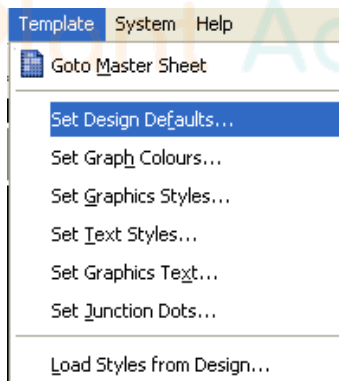 Template System Help
Goto Master Sheet
Set Design Defaults...
Set Graph Colours...
Set Graphics Styles...
Set Text Styles...
Set Graphics Text...
Set Junction Dots...
Load Styles from Design...